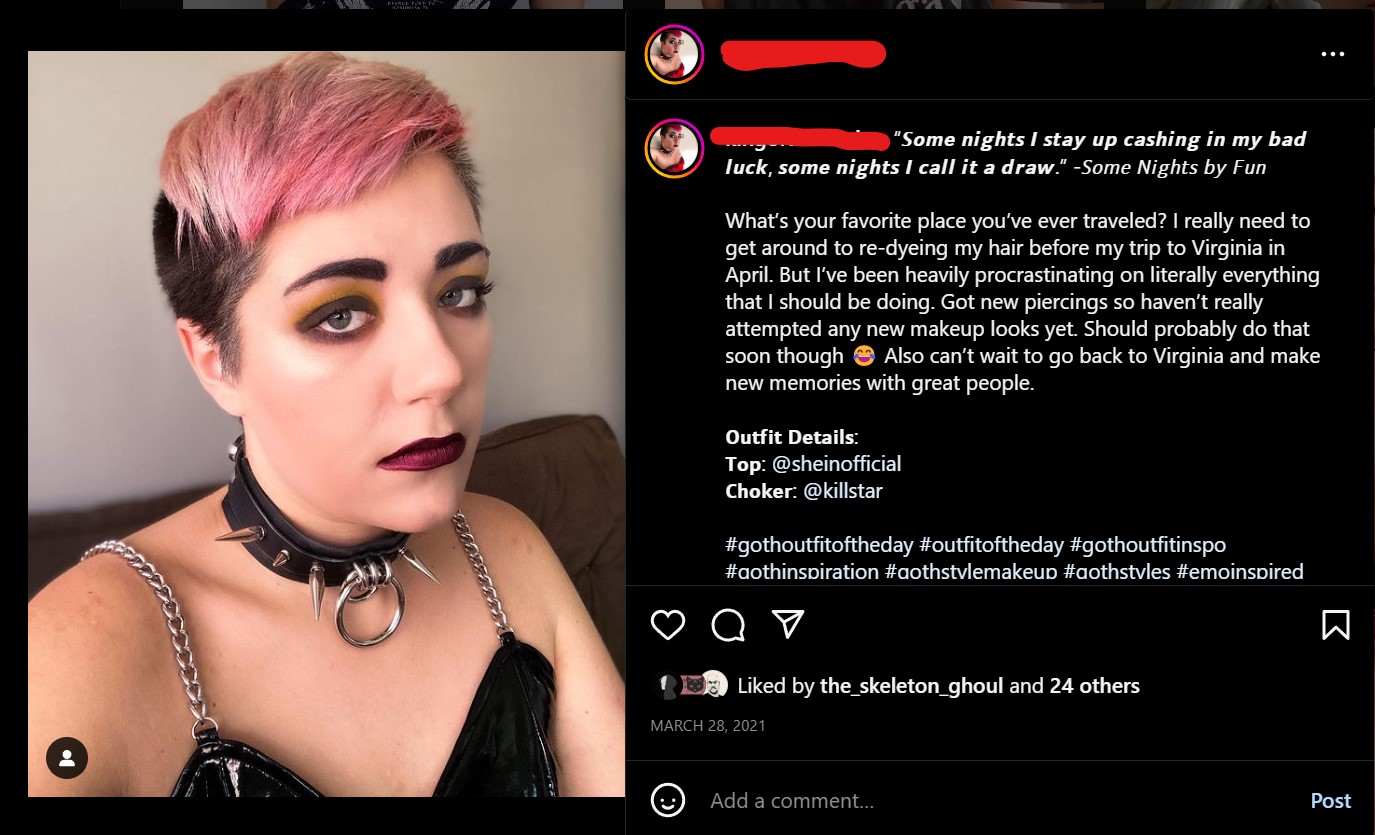 "Some nights I stay up cashing in my bad
luck, some nights I call it a draw." -Some Nights by Fun
What's your favorite place you've ever traveled? I really need to
get around to re-dyeing my hair before my trip to Virginia in
April. But I've been heavily procrastinating on literally everything
that I should be doing. Got new piercings so haven't really
attempted any new makeup looks yet. Should probably do that
soon though 😂 Also can't wait to go back to Virginia and make
new memories with great people.
Outfit Details:
Top: @sheinofficial
Choker: @killstar
#gothoutfitoftheday #outfitoftheday #gothoutfitinspo
#gothinspiration #gothstylemakeup #gothstyles #emoinspired
Liked by the_skeleton_ghoul and 24 others
MARCH 28, 2021
Add a comment...
Post